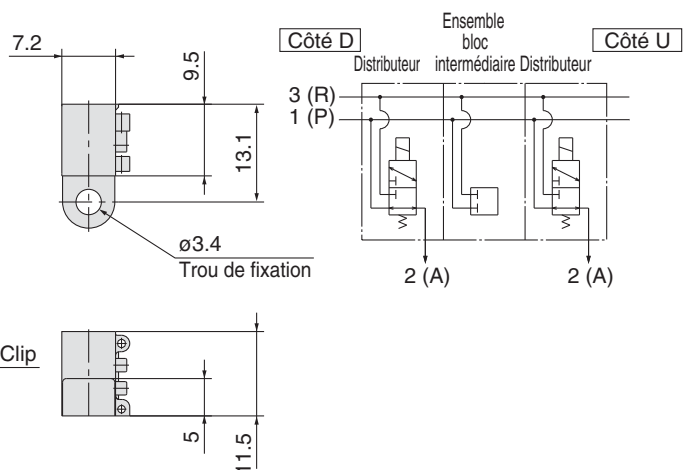 7.2
9.5
13.1
ø3.4
Trou de fixation
Côté D
Ensemble
bloc
intermédiaire
Côté U
Distributeur
Distributeur
3 (R)
1 (P)
2 (A)
2 (A)
Clip
5
11.5